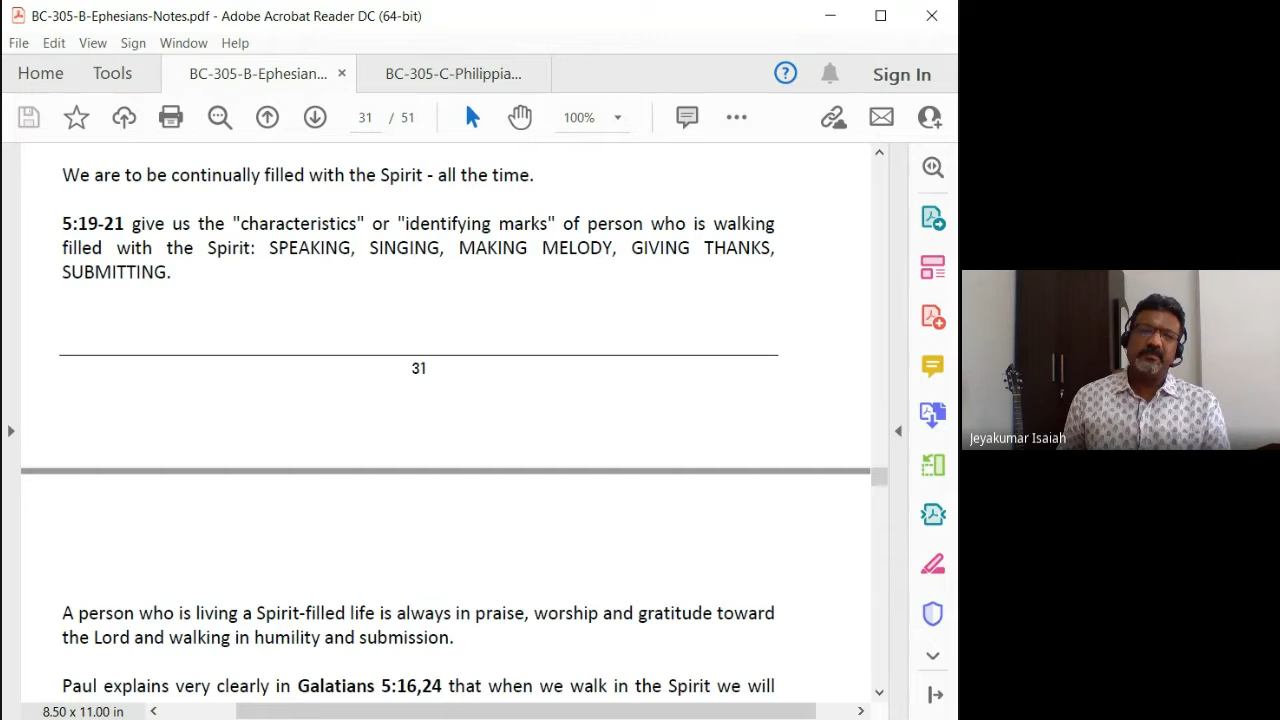 BC-305-B-Ephesians-Notes.pdf - Adobe Acrobat Reader DC (64-bit)
File Edit View Sign Window Help
Home Tools BC-305-B-Ephesian... × BC-305-C-Philippia... ? Sign In
31 / 51 100%
We are to be continually filled with the Spirit - all the time.
5:19-21 give us the "characteristics" or "identifying marks" of person who is walking
filled with the Spirit: SPEAKING, SINGING, MAKING MELODY, GIVING THANKS,
SUBMITTING.
31
A person who is living a Spirit-filled life is always in praise, worship and gratitude toward
the Lord and walking in humility and submission.
Paul explains very clearly in Galatians 5:16,24 that when we walk in the Spirit we will
8.50 x 11.00 in
Jeyakumar Isaiah